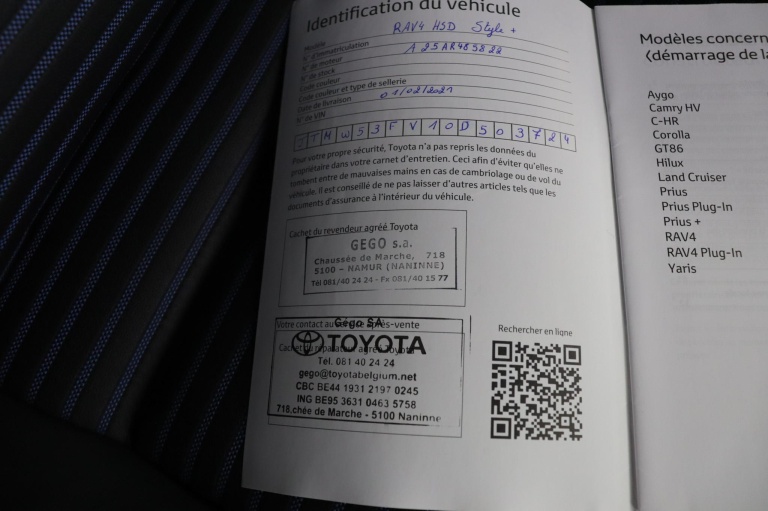 Identification du véhicule
Modèle
RAV4 HSD Style +
N° d'immatriculation
N° de moteur
A 25AR465822
N° de stock
Code couleur
Code couleur et type de sellerie
Date de livraison
01/02/2021
N° de VIN
JTMW53FV10D503724
Pour votre propre sécurité, Toyota n'a pas repris les données du
propriétaire dans votre carnet d'entretien. Ceci afin d'éviter qu'elles ne
tombent entre de mauvaises mains en cas de cambriolage ou de vol du
véhicule. Il est conseillé de ne pas laisser d'autres articles tels que les
documents d'assurance à l'intérieur du véhicule.
Cachet du revendeur agréé Toyota
GEGO s.a.
Chaussée de Marche, 718
5100 - NAMUR (NANINNE)
Tél 081/40 24 24 - Fx 081/40 15 77
Votre contact au service après-vente
Gego SA
Cachet du réparateur agréé Toyota
TOYOTA
Tel. 081 40 24 24
gego@toyotabelgium.net
CBC BE44 1931 2197 0245
ING BE95 3631 0463 5758
718,chée de Marche - 5100 Naninne
Rechercher en ligne
Modèles concern
(démarrage de la
Aygo
Camry HV
C-HR
Corolla
GT86
Hilux
Land Cruiser
Prius
Prius Plug-In
Prius +
RAV4
RAV4 Plug-In
Yaris